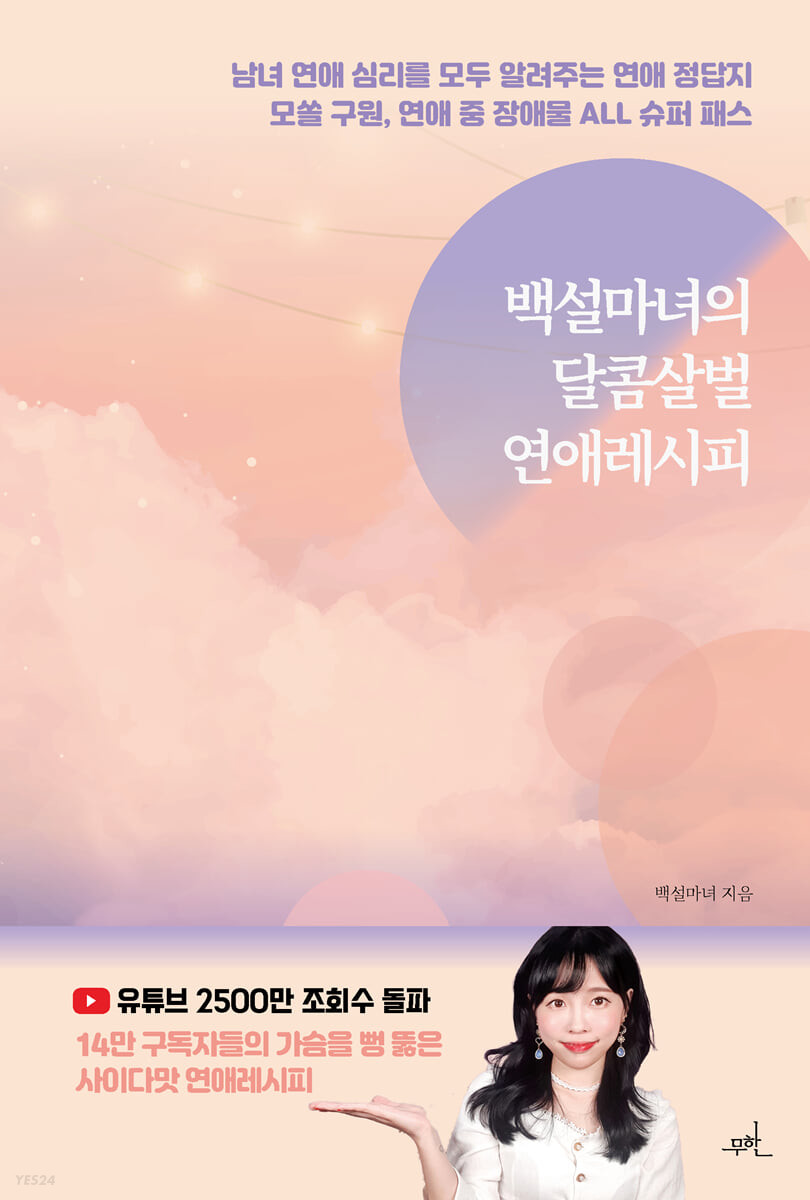 남녀 연애 심리를 모두 알려주는 연애 정답지
모쏠 구원, 연애 중 장애물 ALL 슈퍼 패스
백설마녀의
달콤살벌
연애레시피
백설마녀 지음
유튜브 2500만 조회수 돌파
14만 구독자들의 가슴을 뻥 뚫은
사이다맛 연애레시피
무한
YES24